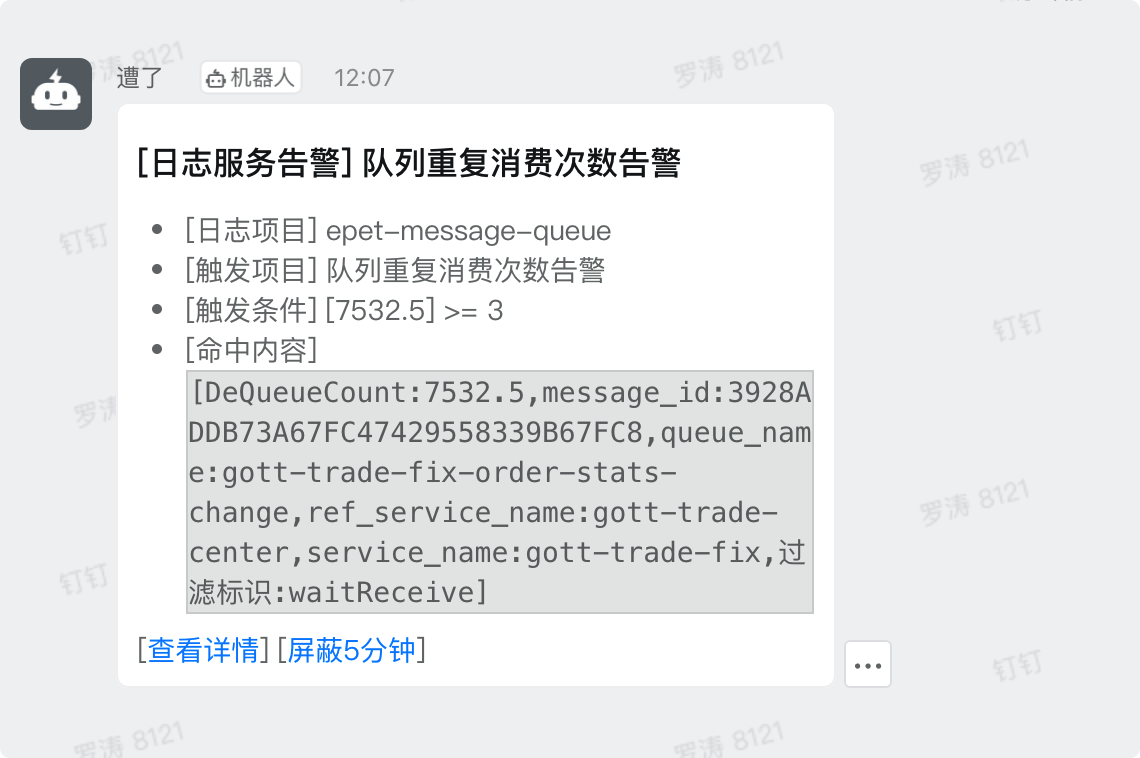 罗涛 8121
遭了 机器人 12:07
罗涛 8121
[日志服务告警] 队列重复消费次数告警
罗涛 8121
• [日志项目] epet-message-queue
钉钉
• [触发项目] 队列重复消费次数告警
• [触发条件] [7532.5] >= 3
钉钉
• [命中内容]
[DeQueueCount:7532.5,message_id:3928A
罗涛
DDB73A67FC47429558339B67FC8,queue_nam
e:gott-trade-fix-order-stats-
change,ref_service_name:gott-trade-
罗涛 8121
center,service_name:gott-trade-fix,过
钉钉
滤标识:waitReceive]
[查看详情] [屏蔽5分钟]
钉钉
罗涛 8121
罗涛 8121